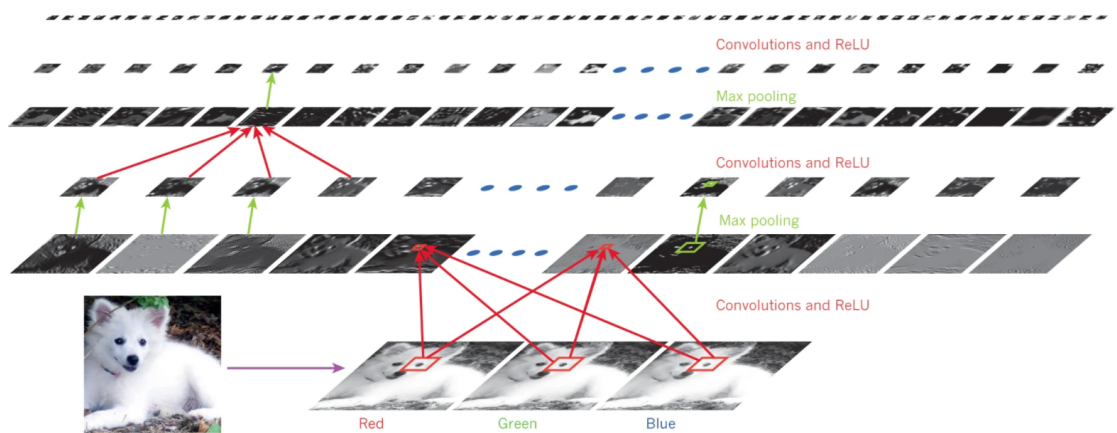 Convolutions and ReLU
Max pooling
Convolutions and ReLU
Max pooling
Convolutions and ReLU
Red
Green
Blue